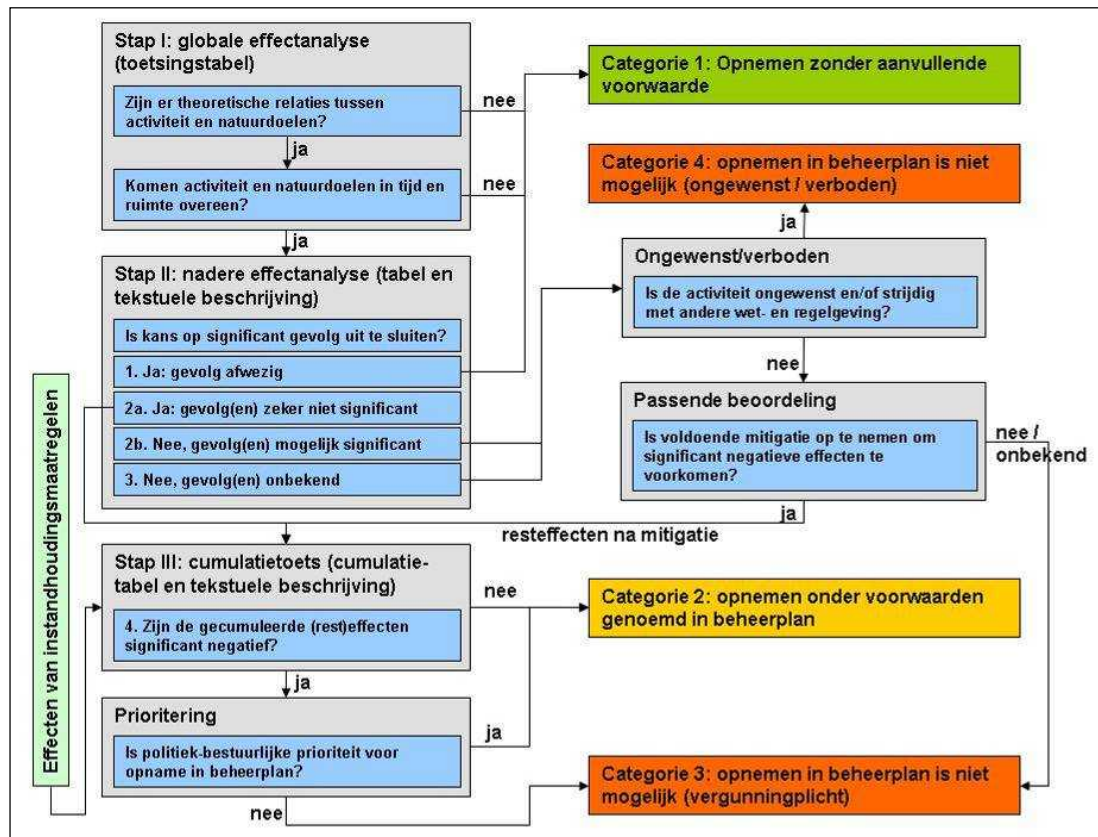 Stap I: globale effectanalyse
(toetsingstabel)
Zijn er theoretische relaties tussen
activiteit en natuurdoelen?
nee
ja
Komen activiteit en natuurdoelen in tijd en
ruimte overeen?
nee
ja
Categorie 1: Opnemen zonder aanvullende
voorwaarde
Categorie 4: opnemen in beheerplan is niet
mogelijk (ongewenst / verboden)
ja
Stap II: nadere effectanalyse (tabel en
tekstuele beschrijving)
Is kans op significant gevolg uit te sluiten?
1. Ja: gevolg afwezig
2a. Ja: gevolg(en) zeker niet significant
2b. Nee, gevolg(en) mogelijk significant
3. Nee, gevolg(en) onbekend
Ongewenst/verboden
Is de activiteit ongewenst en/of strijdig
met andere wet- en regelgeving?
nee
Passende beoordeling
Is voldoende mitigatie op te nemen om
significant negatieve effecten te
voorkomen?
nee /
onbekend
ja
resteffecten na mitigatie
Effecten van instandhoudingsmaatregelen
Stap III: cumulatietoets (cumulatie-
tabel en tekstuele beschrijving)
4. Zijn de gecumuleerde (rest)effecten
significant negatief?
nee
ja
Categorie 2: opnemen onder voorwaarden
genoemd in beheerplan
Prioritering
Is politiek-bestuurlijke prioriteit voor
opname in beheerplan?
ja
nee
Categorie 3: opnemen in beheerplan is niet
mogelijk (vergunningplicht)